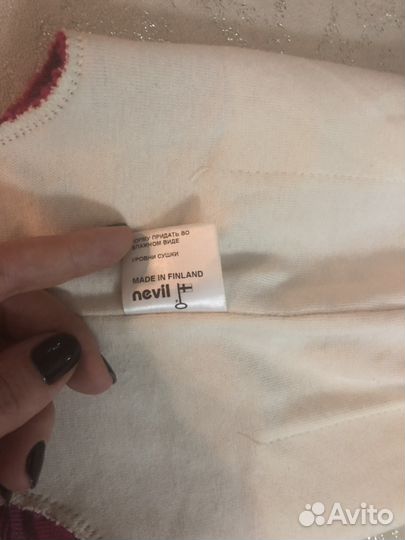 ФОРМУ ПРИДАТЬ ВО
ВЛАЖНОМ ВИДЕ
УРОВНИ СУШКИ
MADE IN FINLAND
nevil
Avito